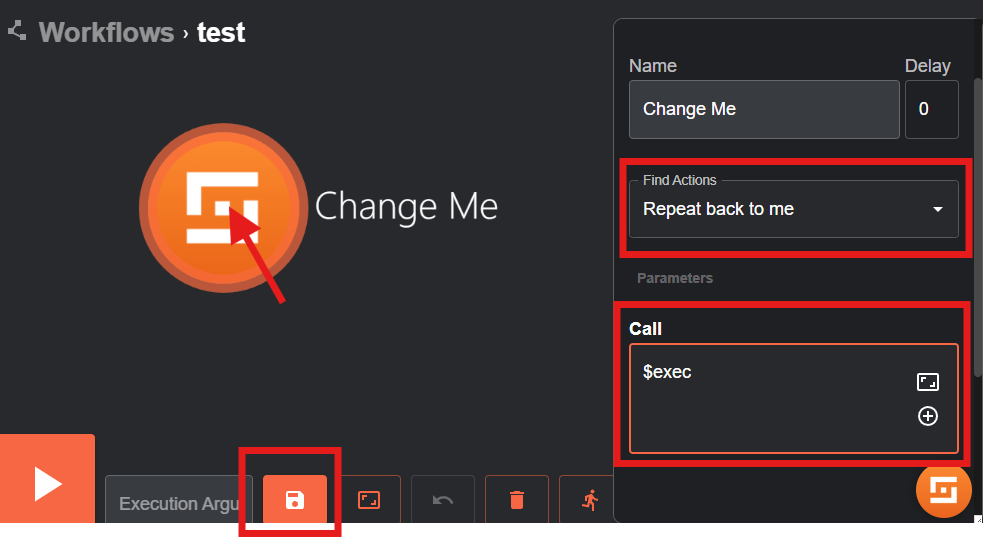 Workflows › test
Change Me
Name
Delay
Change Me
0
Find Actions
Repeat back to me
Parameters
Call
$exec
Execution Argu